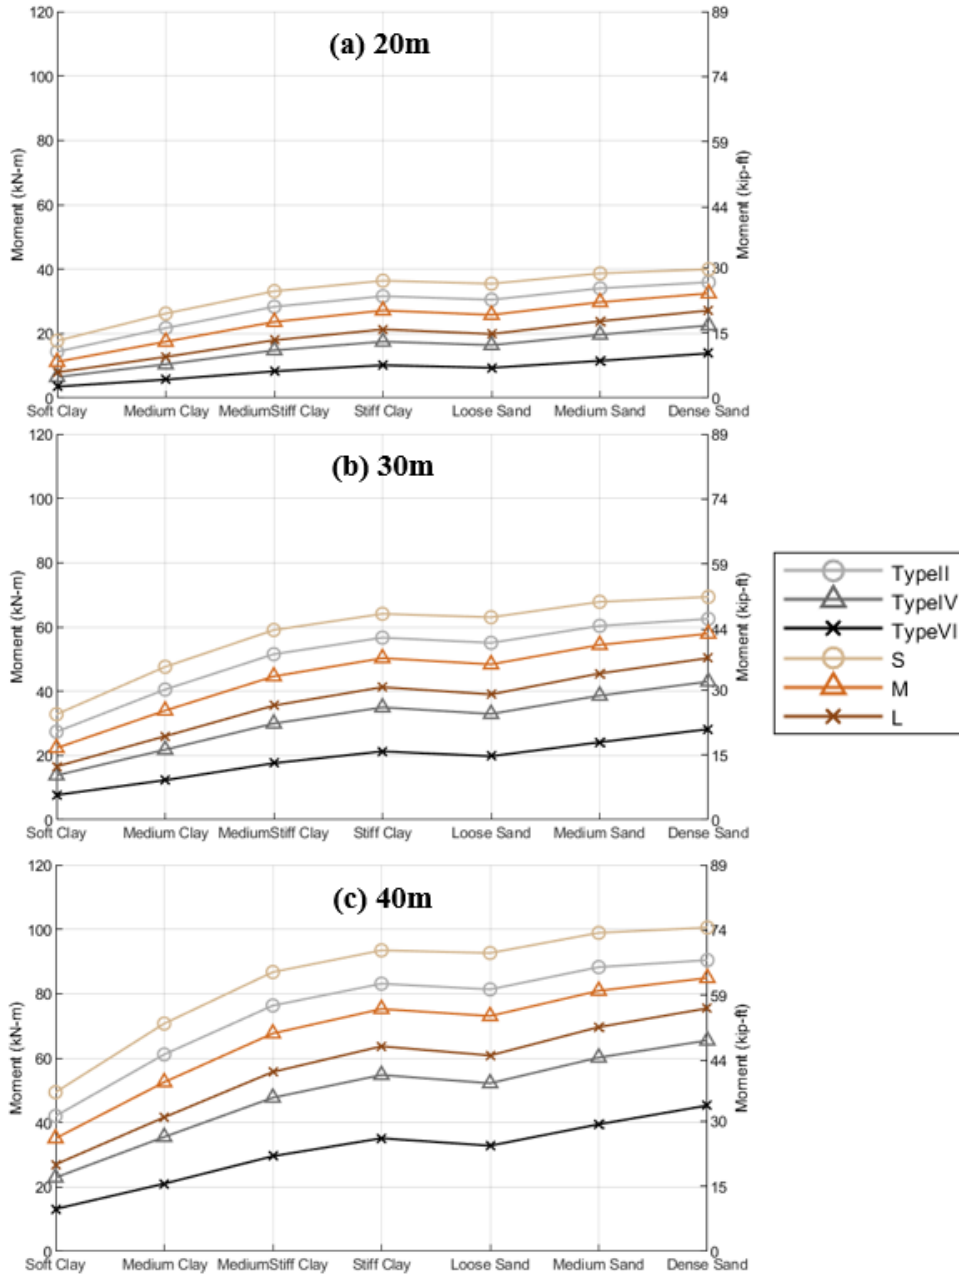 (a) 20m
120
100
80
60
40
20
0
Moment (kN-m)
89
74
59
44
30
15
0
Moment (kip-ft)
Soft Clay Medium Clay MediumStiff Clay Stiff Clay Loose Sand Medium Sand Dense Sand
(b) 30m
120
100
80
60
40
20
0
Moment (kN-m)
89
74
59
44
30
15
0
Moment (kip-ft)
Soft Clay Medium Clay MediumStiff Clay Stiff Clay Loose Sand Medium Sand Dense Sand
TypeII
TypeIV
TypeVI
S
M
L
(c) 40m
120
100
80
60
40
20
0
Moment (kN-m)
89
74
59
44
30
15
0
Moment (kip-ft)
Soft Clay Medium Clay MediumStiff Clay Stiff Clay Loose Sand Medium Sand Dense Sand